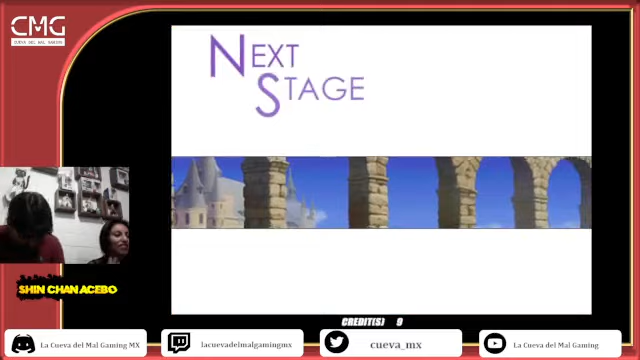 CMG
CUEVA DEL MAL GAMING
NEXT
STAGE
SHIN CHAN ACEBO
CREDIT(S) 9
La Cueva del Mal Gaming MX
lacuevadelmalgamingmx
cueva_mx
La Cueva del Mal Gaming